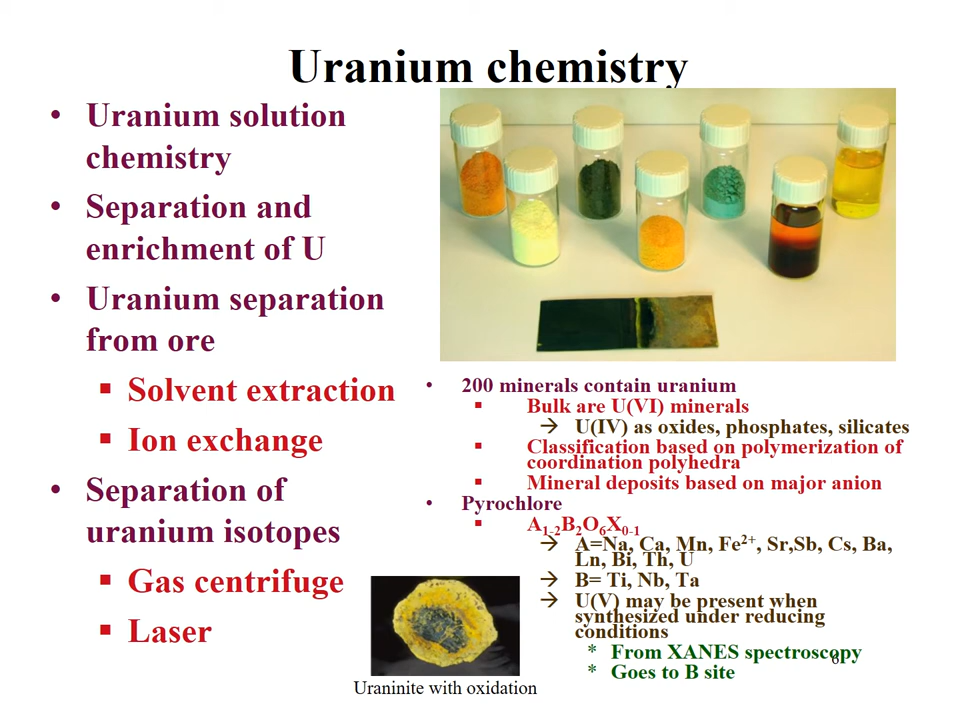 Uranium chemistry
• Uranium solution
chemistry
• Separation and
enrichment of U
• Uranium separation
from ore
▪ Solvent extraction
▪ Ion exchange
• Separation of
uranium isotopes
▪ Gas centrifuge
▪ Laser
• 200 minerals contain uranium
▪ Bulk are U(VI) minerals
→ U(IV) as oxides, phosphates, silicates
▪ Classification based on polymerization of
coordination polyhedra
▪ Mineral deposits based on major anion
• Pyrochlore
▪ A₁₋₂B₂O₆X₀₋₁
→ A=Na, Ca, Mn, Fe²⁺, Sr,Sb, Cs, Ba,
Ln, Bi, Th, U
→ B= Ti, Nb, Ta
→ U(V) may be present when
synthesized under reducing
conditions
* From XANES spectroscopy
* Goes to B site
Uraninite with oxidation
6